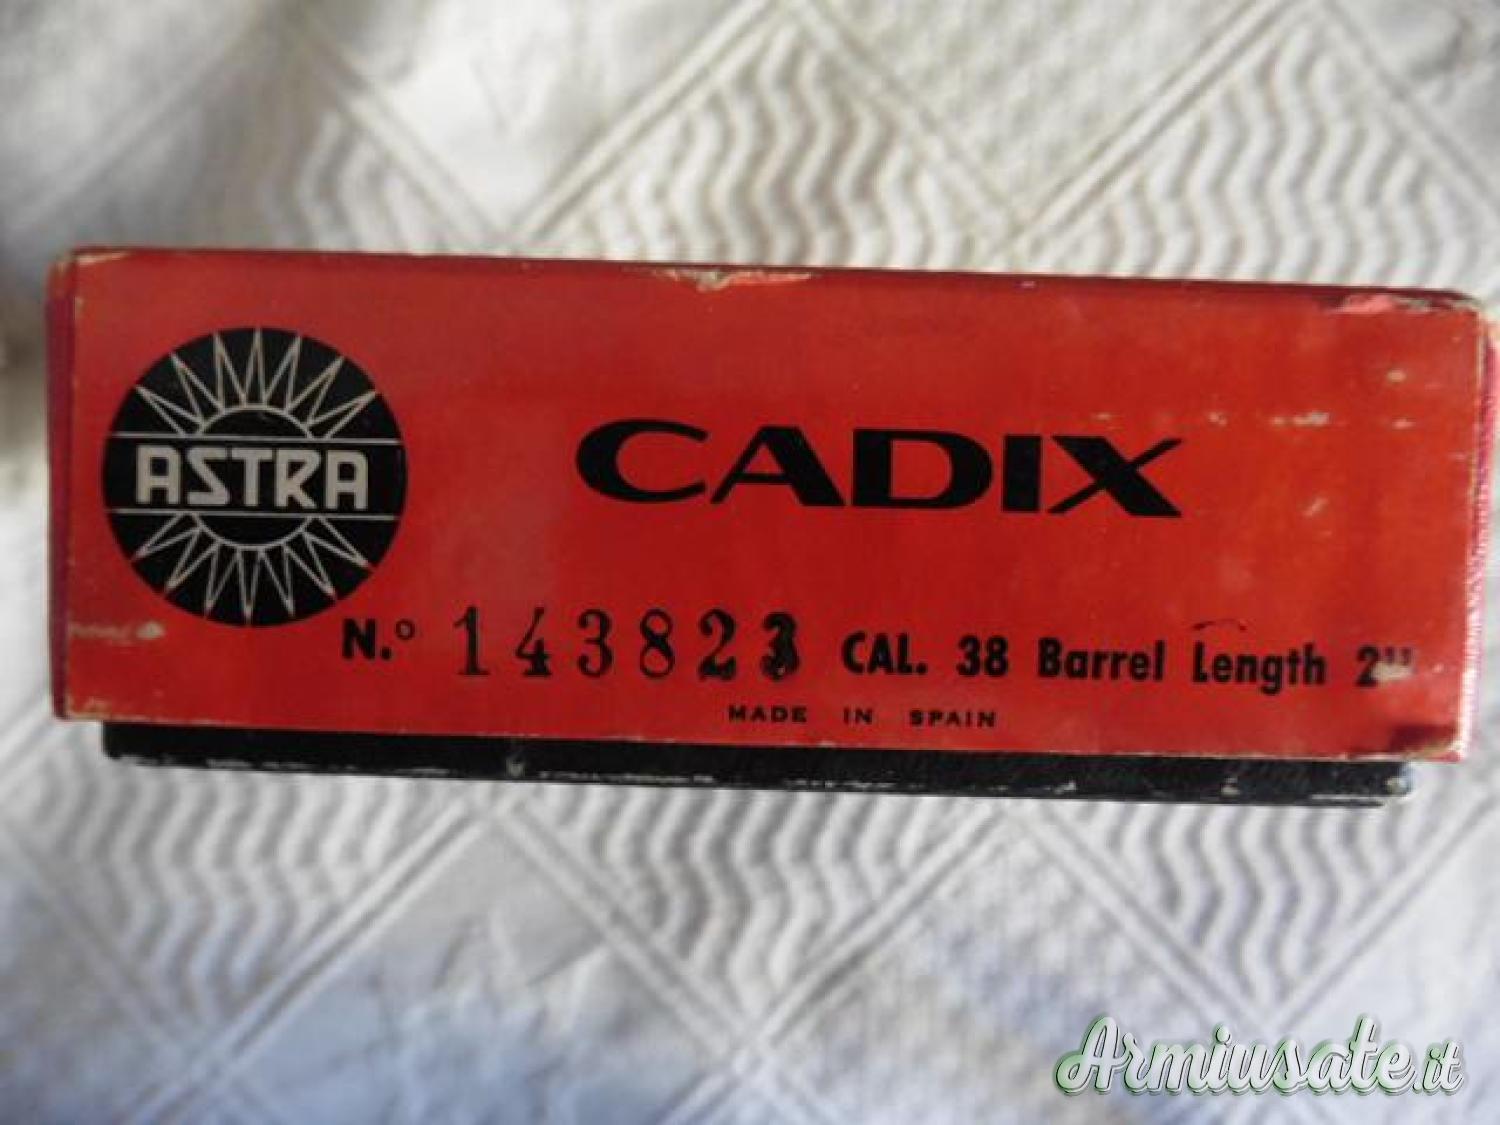 ASTRA
CADIX
N.º 143823 CAL. 38 Barrel Length 2"
MADE IN SPAIN
Armiusate.it